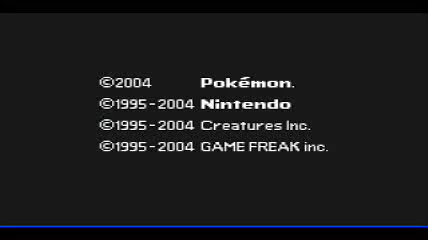 ©2004 Pokémon.
©1995-2004 Nintendo
©1995-2004 Creatures Inc.
©1995-2004 GAME FREAK inc.